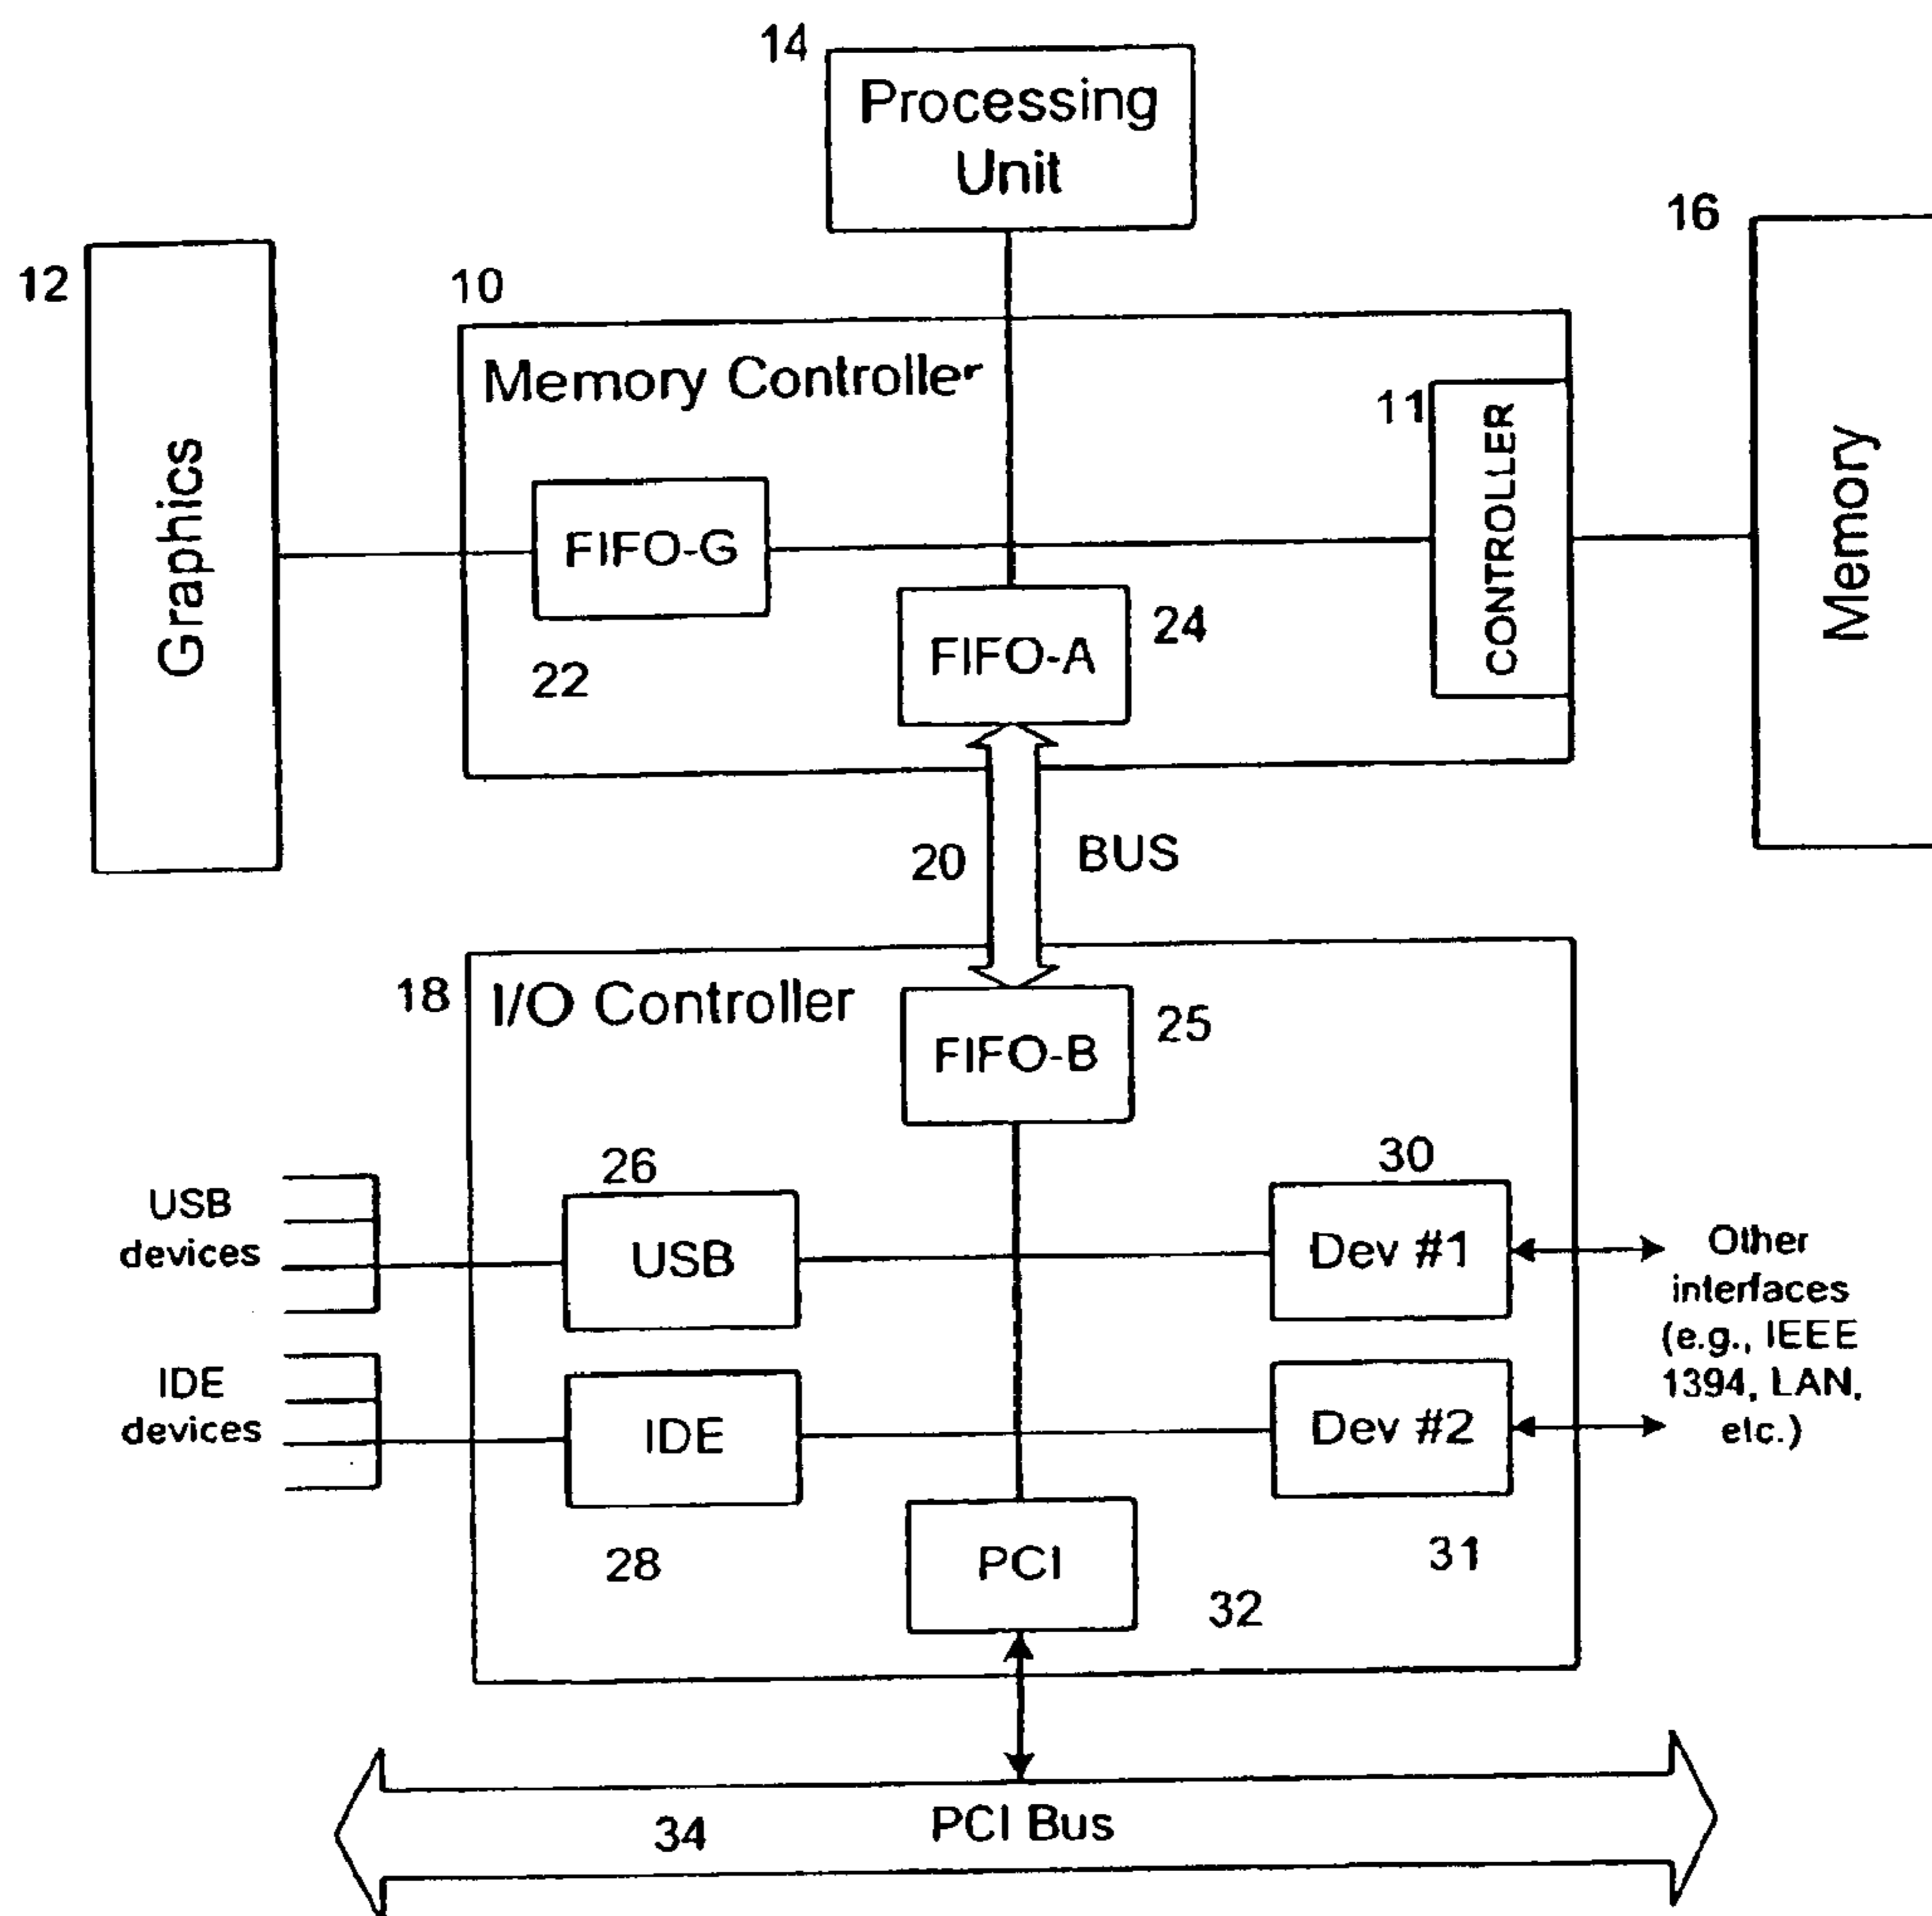 14
Processing
Unit
16
12
10
Memory Controller
11
CONTROLLER
Graphics
FIFO-G
Memory
24
FIFO-A
22
20
BUS
18
I/O Controller
25
FIFO-B
26
30
USB
devices
USB
Dev #1
Other
interfaces
(e.g., IEEE
1394, LAN,
etc.)
IDE
devices
IDE
Dev #2
28
PCI
31
32
34
PCI Bus